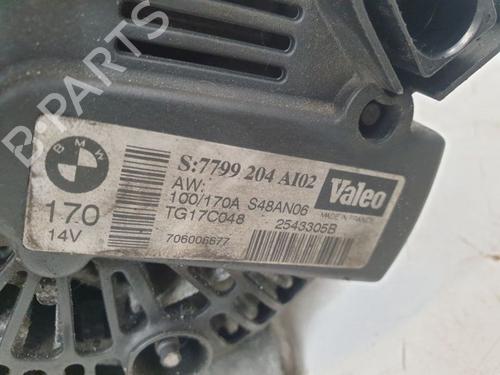 B-PARTS
BMW
S:7799 204 AI02
AW:
100/170A S48AN06
TG17C048
2543305B
706006677
170
14V
Valeo
MADE IN FRANCE